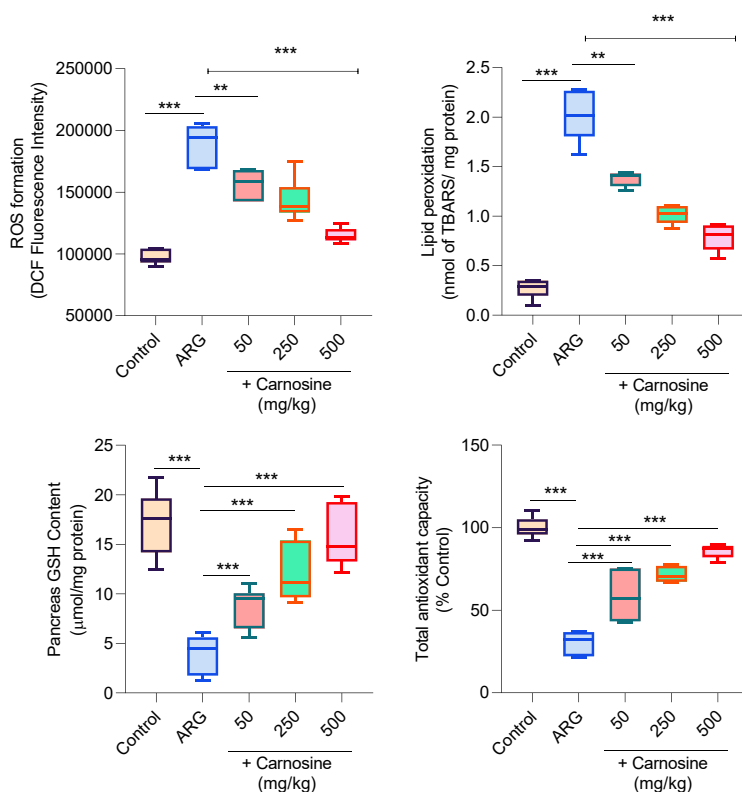 ***
***
**
250000
200000
150000
100000
50000
ROS formation
(DCF Fluorescence Intensity)
Control
ARG
50
250
500
+ Carnosine
(mg/kg)
***
***
**
2.5
2.0
1.5
1.0
0.5
0.0
Lipid peroxidation
(nmol of TBARS/ mg protein)
Control
ARG
50
250
500
+ Carnosine
(mg/kg)
***
***
***
***
25
20
15
10
5
0
Pancreas GSH Content
(μmol/mg protein)
Control
ARG
50
250
500
+ Carnosine
(mg/kg)
***
***
***
***
150
100
50
0
Total antioxidant capacity
(% Control)
Control
ARG
50
250
500
+ Carnosine
(mg/kg)